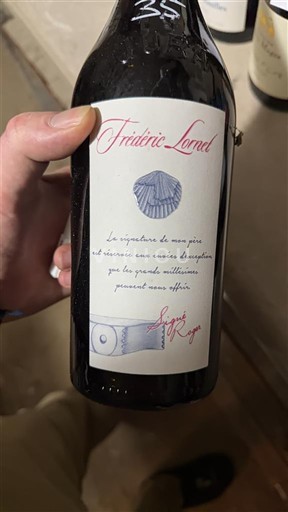 35
Frédéric Lornet
La signature de mon père
est réservée aux cuvées d'exception
que les grands millésimes
peuvent nous offrir
Signé
Roger